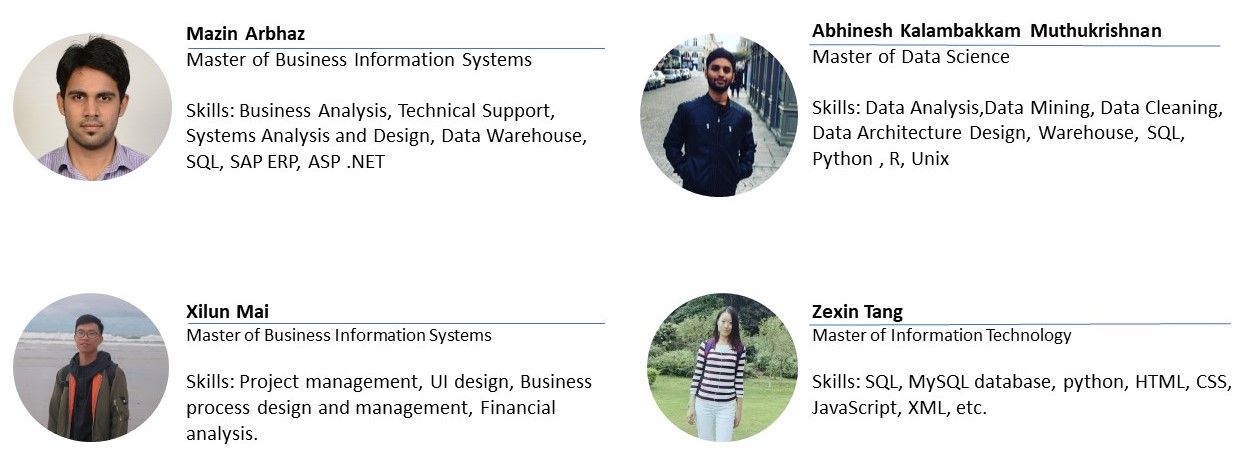 Mazin Arbhaz
Master of Business Information Systems
Skills: Business Analysis, Technical Support,
Systems Analysis and Design, Data Warehouse,
SQL, SAP ERP, ASP .NET
Abhinesh Kalambakkam Muthukrishnan
Master of Data Science
Skills: Data Analysis,Data Mining, Data Cleaning,
Data Architecture Design, Warehouse, SQL,
Python , R, Unix
Xilun Mai
Master of Business Information Systems
Skills: Project management, UI design, Business
process design and management, Financial
analysis.
Zexin Tang
Master of Information Technology
Skills: SQL, MySQL database, python, HTML, CSS,
JavaScript, XML, etc.